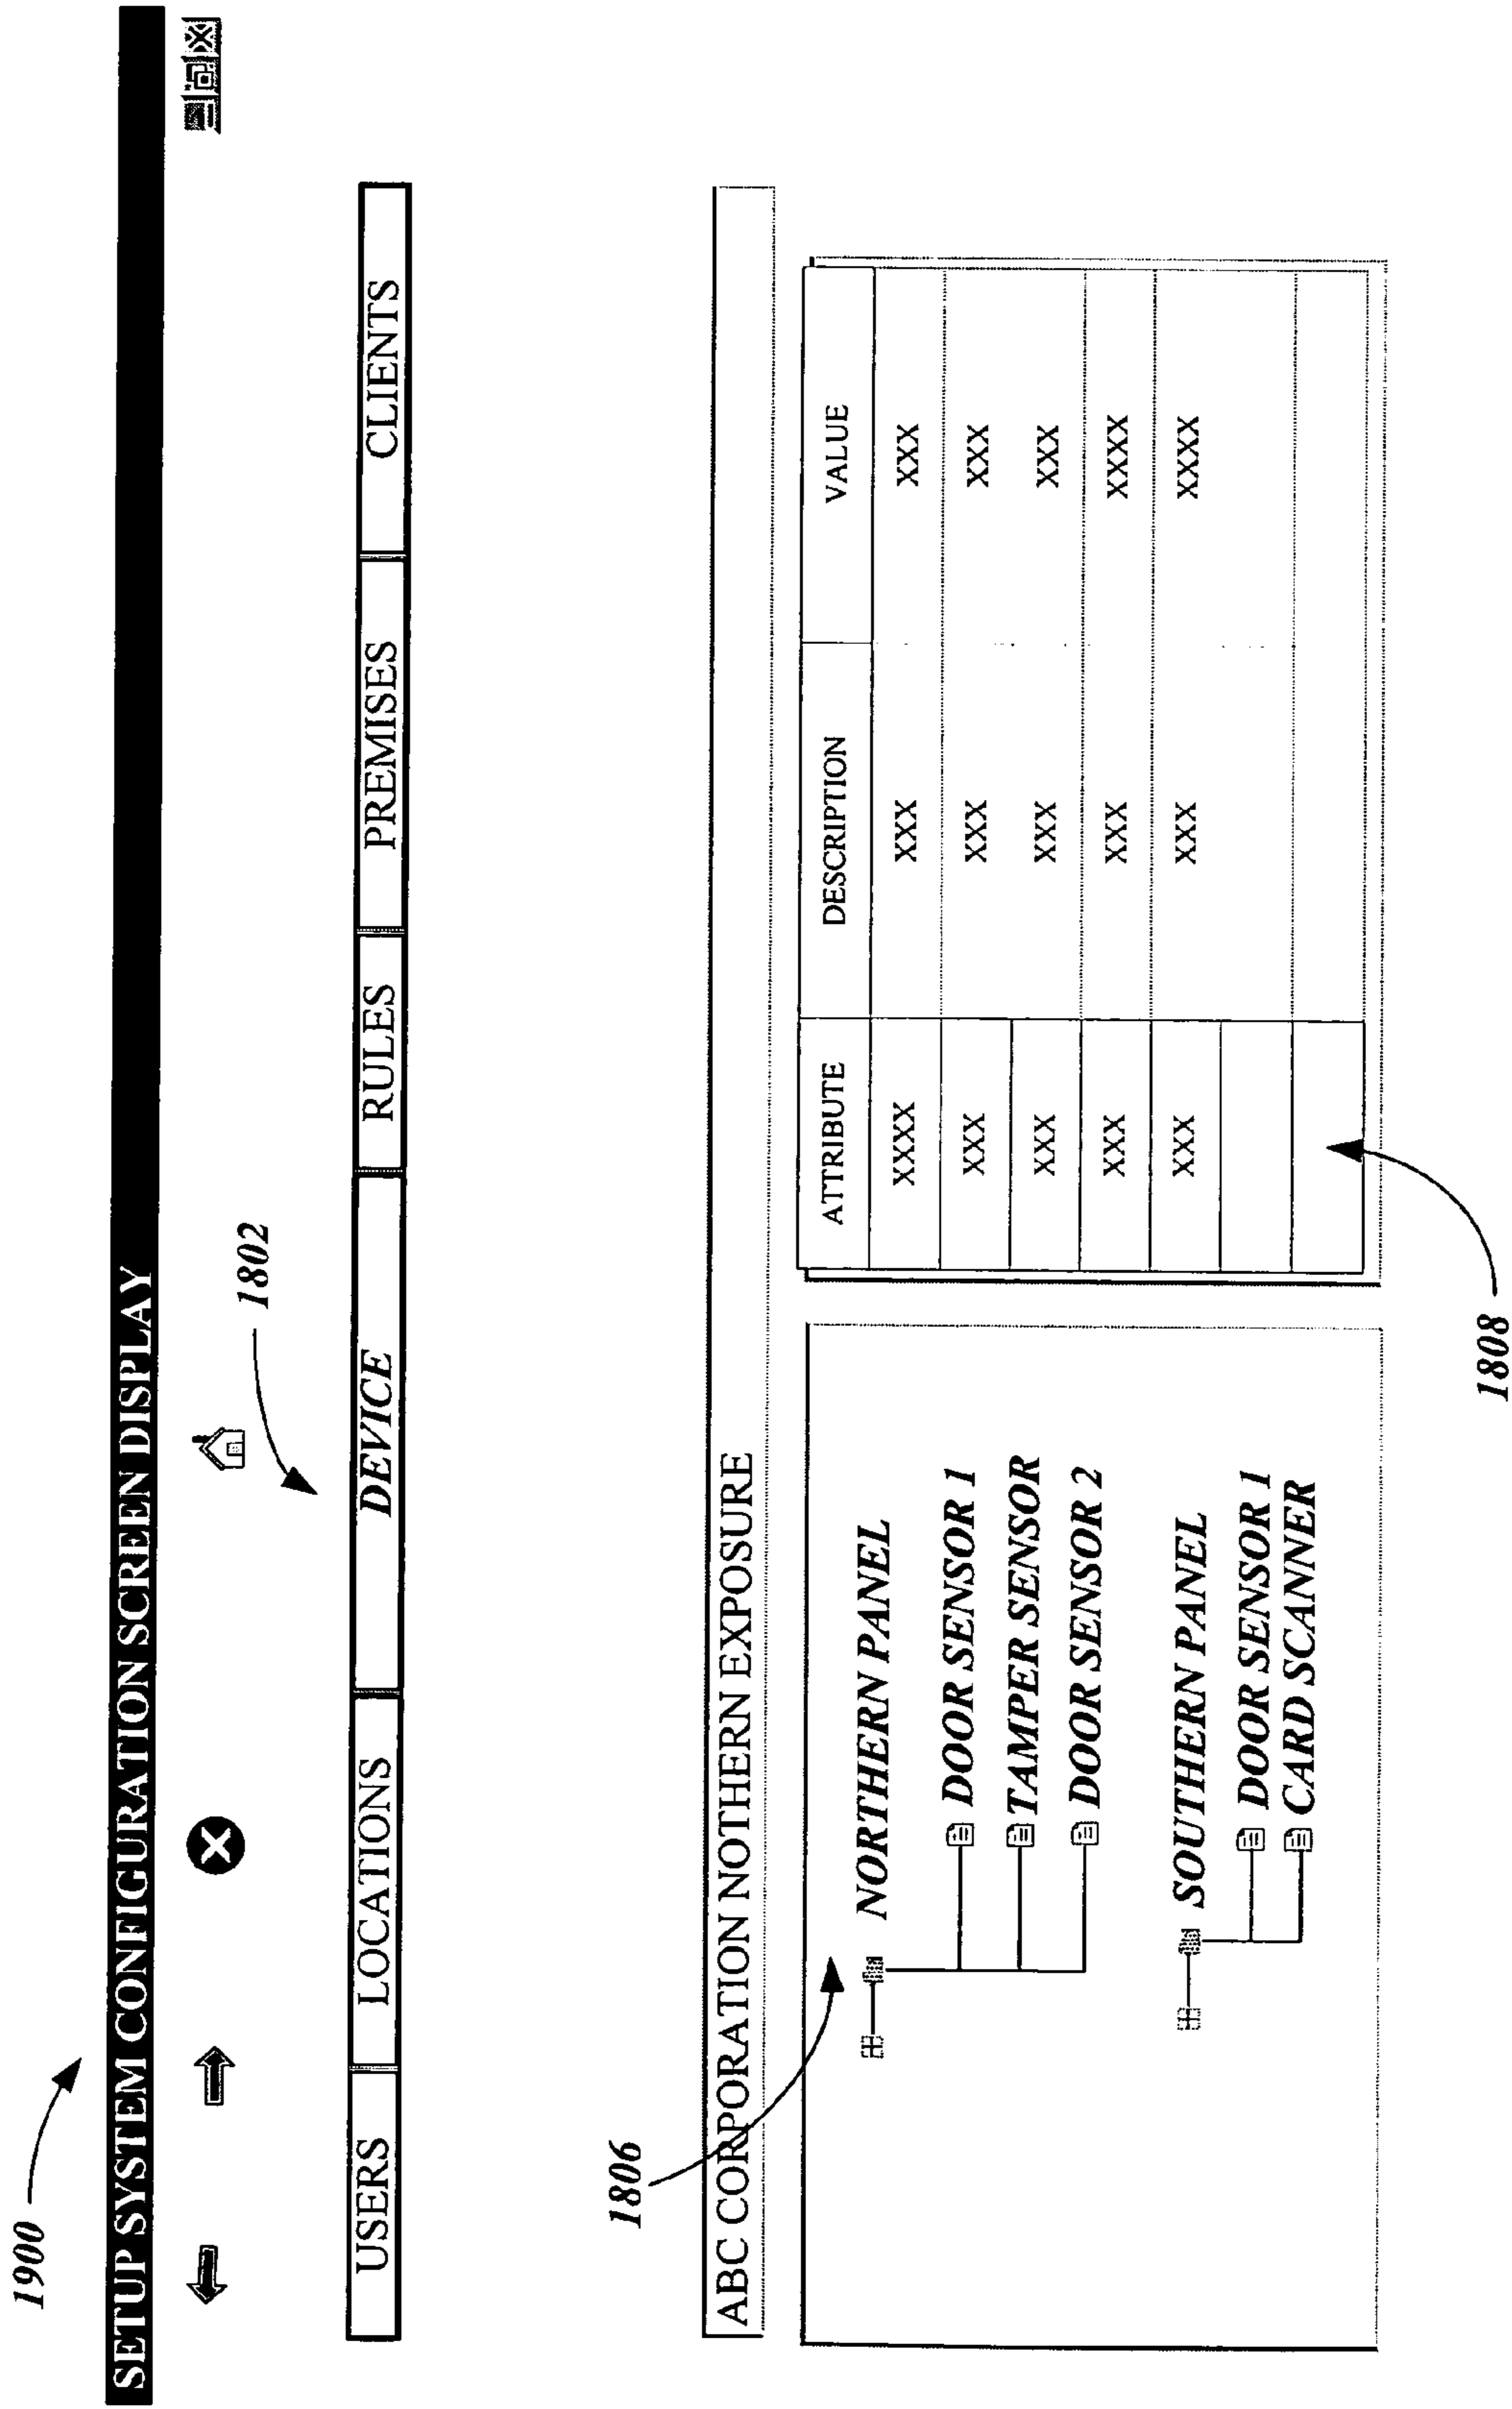 1900
SETUP SYSTEM CONFIGURATION SCREEN DISPLAY
1802
USERS LOCATIONS DEVICE RULES PREMISES CLIENTS
1806
ABC CORPORATION NOTHERN EXPOSURE
NORTHERN PANEL
DOOR SENSOR 1
TAMPER SENSOR
DOOR SENSOR 2
SOUTHERN PANEL
DOOR SENSOR 1
CARD SCANNER
ATTRIBUTE DESCRIPTION VALUE
XXXX XXX XXX
XXX XXX XXX
XXX XXX XXX
XXX XXX XXXX
XXX XXX XXXX
1808